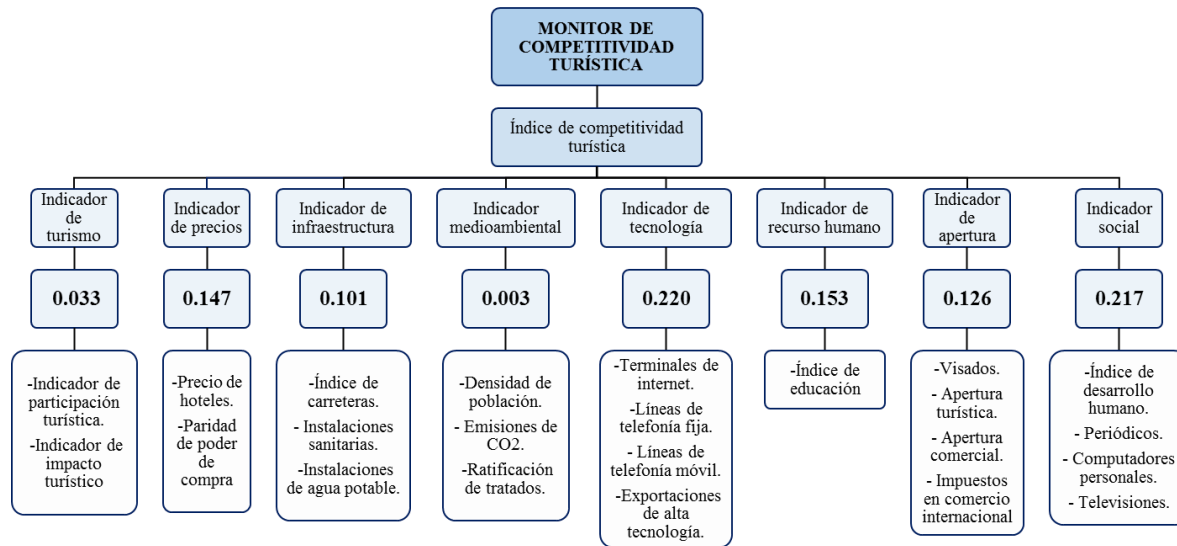 MONITOR DE
COMPETITIVIDAD
TURÍSTICA
Índice de competitividad
turística
Indicador
de
turismo
Indicador
de precios
Indicador de
infraestructura
Indicador
medioambiental
Indicador de
tecnología
Indicador de
recurso humano
Indicador
de
apertura
Indicador
social
0.033
0.147
0.101
0.003
0.220
0.153
0.126
0.217
-Indicador de
participación
turística.
-Indicador de
impacto
turístico
-Precio de
hoteles.
-Paridad
de poder
de
compra
-Índice de
carreteras.
- Instalaciones
sanitarias.
-Instalaciones
de agua potable.
-Densidad de
población.
- Emisiones de
CO2.
-Ratificación de
tratados.
-Terminales de
internet.
-Líneas de
telefonía fija.
- Líneas de
telefonía móvil.
-Exportaciones
de alta
tecnología.
-Índice de
educación
-Visados.
- Apertura
turística.
- Apertura
comercial.
- Impuestos
en comercio
internacional
-Índice de
desarrollo
humano.
- Periódicos.
- Computadores
personales.
- Televisiones.